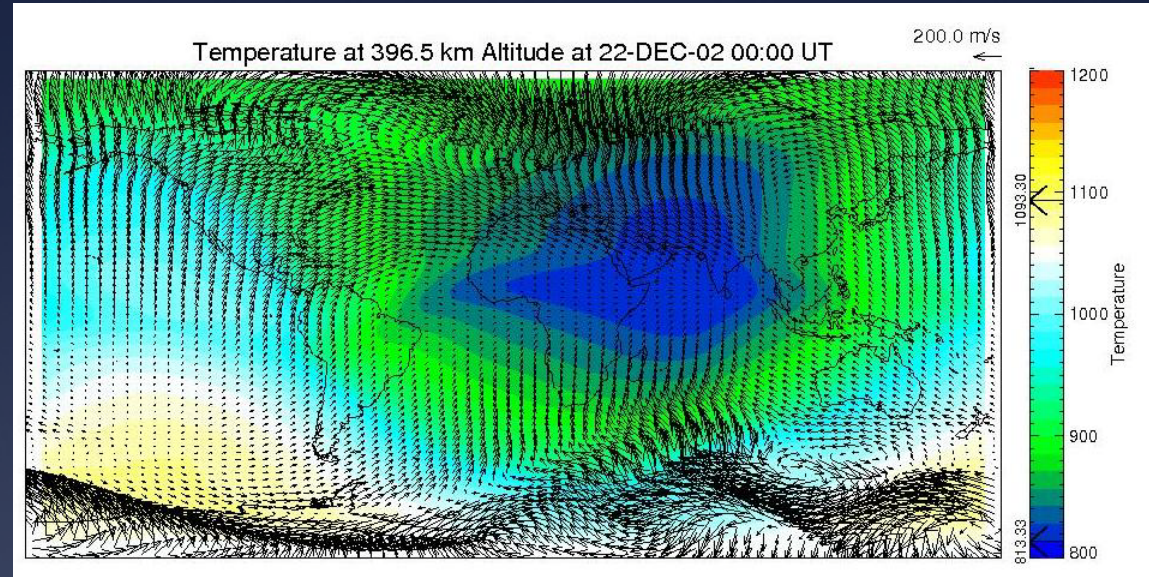 Temperature at 396.5 km Altitude at 22-DEC-02 00:00 UT
200.0 m/s
1200
1100
1000
900
800
1093.30
813.33
Temperature